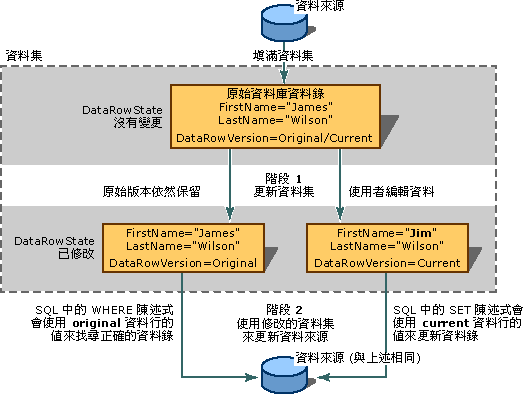 資料來源
資料集
填滿資料集
原始資料庫資料錄
FirstName="James"
LastName="Wilson"
DataRowVersion=Original/Current
DataRowState
沒有變更
階段 1
更新資料集
原始版本依然保留
使用者編輯資料
DataRowState
已修改
FirstName="James"
LastName="Wilson"
DataRowVersion=Original
FirstName="Jim"
LastName="Wilson"
DataRowVersion=Current
SQL 中的 WHERE 陳述式
會使用 original 資料行的
值來找尋正確的資料錄
階段 2
使用修改的資料集
來更新資料來源
SQL 中的 SET 陳述式會
使用 current 資料行的
值來更新資料錄
資料來源 (與上述相同)